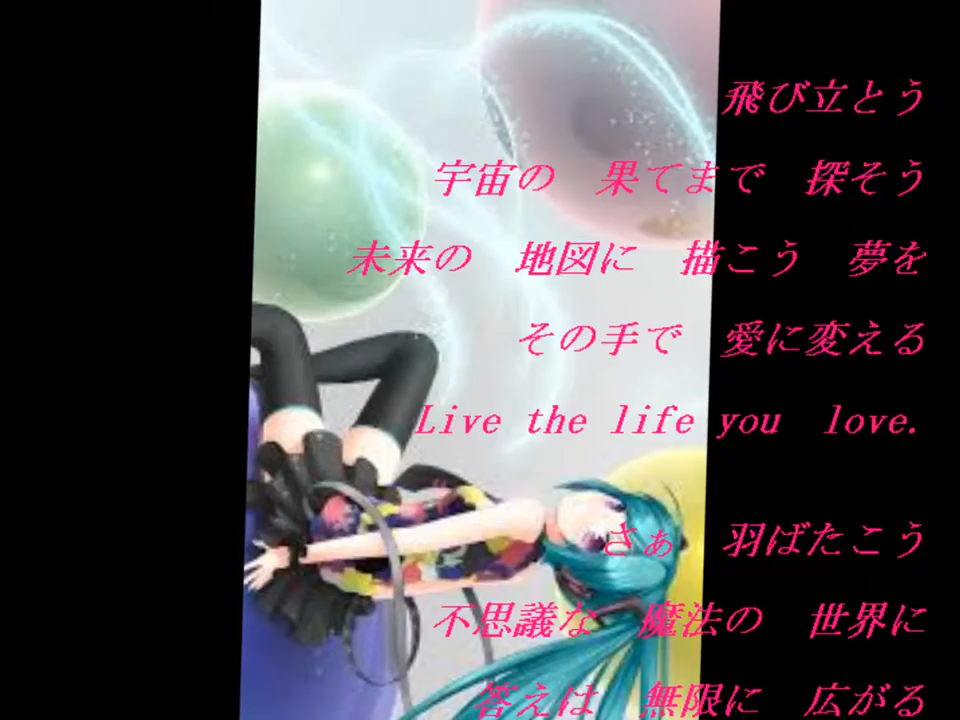 飛び立とう
宇宙の　果てまで　探そう
未来の　地図に　描こう　夢を
その手で　愛に変える
Live the life you　love.
さぁ　羽ばたこう
不思議な　魔法の　世界に
答えは　無限に　広がる